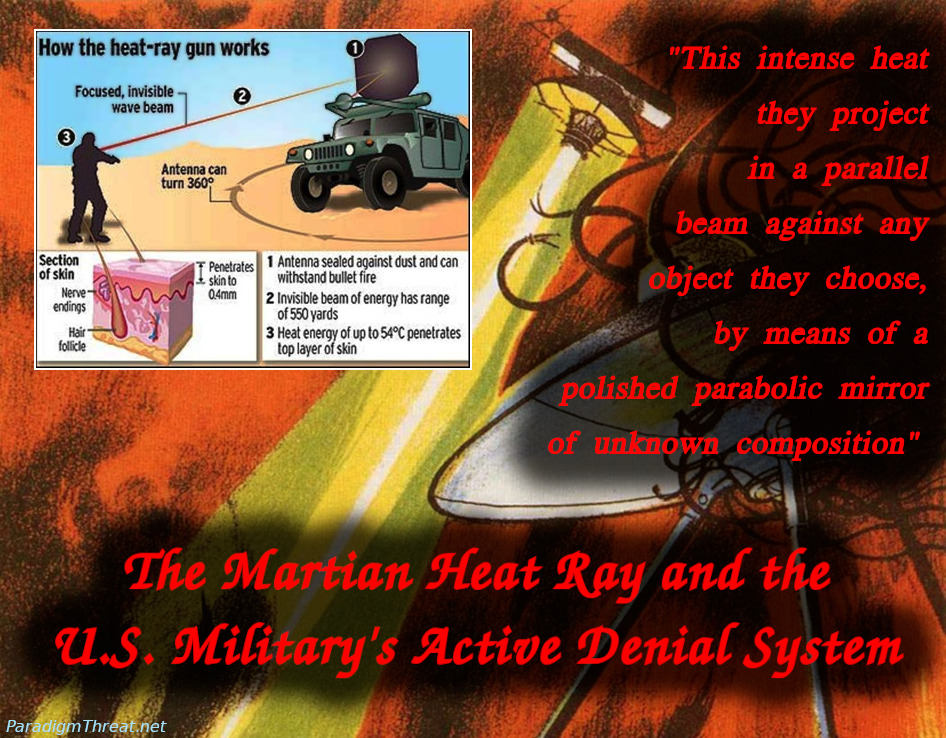 How the heat-ray gun works
1
Focused, invisible
wave beam
2
3
Antenna can
turn 360°
Section
of skin
Nerve
endings
Hair
follicle
Penetrates
skin to
0.4mm
1 Antenna sealed against dust and can
withstand bullet fire
2 Invisible beam of energy has range
of 550 yards
3 Heat energy of up to 54°C penetrates
top layer of skin
"This intense heat
they project
in a parallel
beam against any
object they choose,
by means of a
polished parabolic mirror
of unknown composition"
The Martian Heat Ray and the
U.S. Military's Active Denial System
ParadigmThreat.net